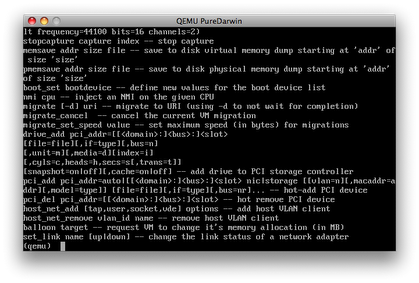 QEMU PureDarwin
lt frequency=44100 bits=16 channels=2)
stopcapture capture index -- stop capture
memsave addr size file -- save to disk virtual memory dump starting at 'addr' of
size 'size'
pmemsave addr size file -- save to disk physical memory dump starting at 'addr'
of size 'size'
boot_set bootdevice -- define new values for the boot device list
nmi cpu -- inject an NMI on the given CPU
migrate [-d] uri -- migrate to URI (using -d to not wait for completion)
migrate_cancel  -- cancel the current VM migration
migrate_set_speed value -- set maximum speed (in bytes) for migrations
drive_add pci_addr=[[<domain>:]<bus>:]<slot>
[file=file][,if=type][,bus=n]
[,unit=m][,media=d][index=i]
[,cyls=c,heads=h,secs=s[,trans=t]]
[snapshot=on|off][,cache=on|off] -- add drive to PCI storage controller
pci_add pci_addr=auto|[[<domain>:]<bus>:]<slot> nic|storage [[vlan=n][,macaddr=a
ddr][,model=type]] [file=file][,if=type][,bus=nr]... -- hot-add PCI device
pci_del pci_addr=[[<domain>:]<bus>:]<slot> -- hot remove PCI device
host_net_add [tap,user,socket,vde] options -- add host VLAN client
host_net_remove vlan_id name -- remove host VLAN client
balloon target -- request VM to change it's memory allocation (in MB)
set_link name [up|down] -- change the link status of a network adapter
(qemu)